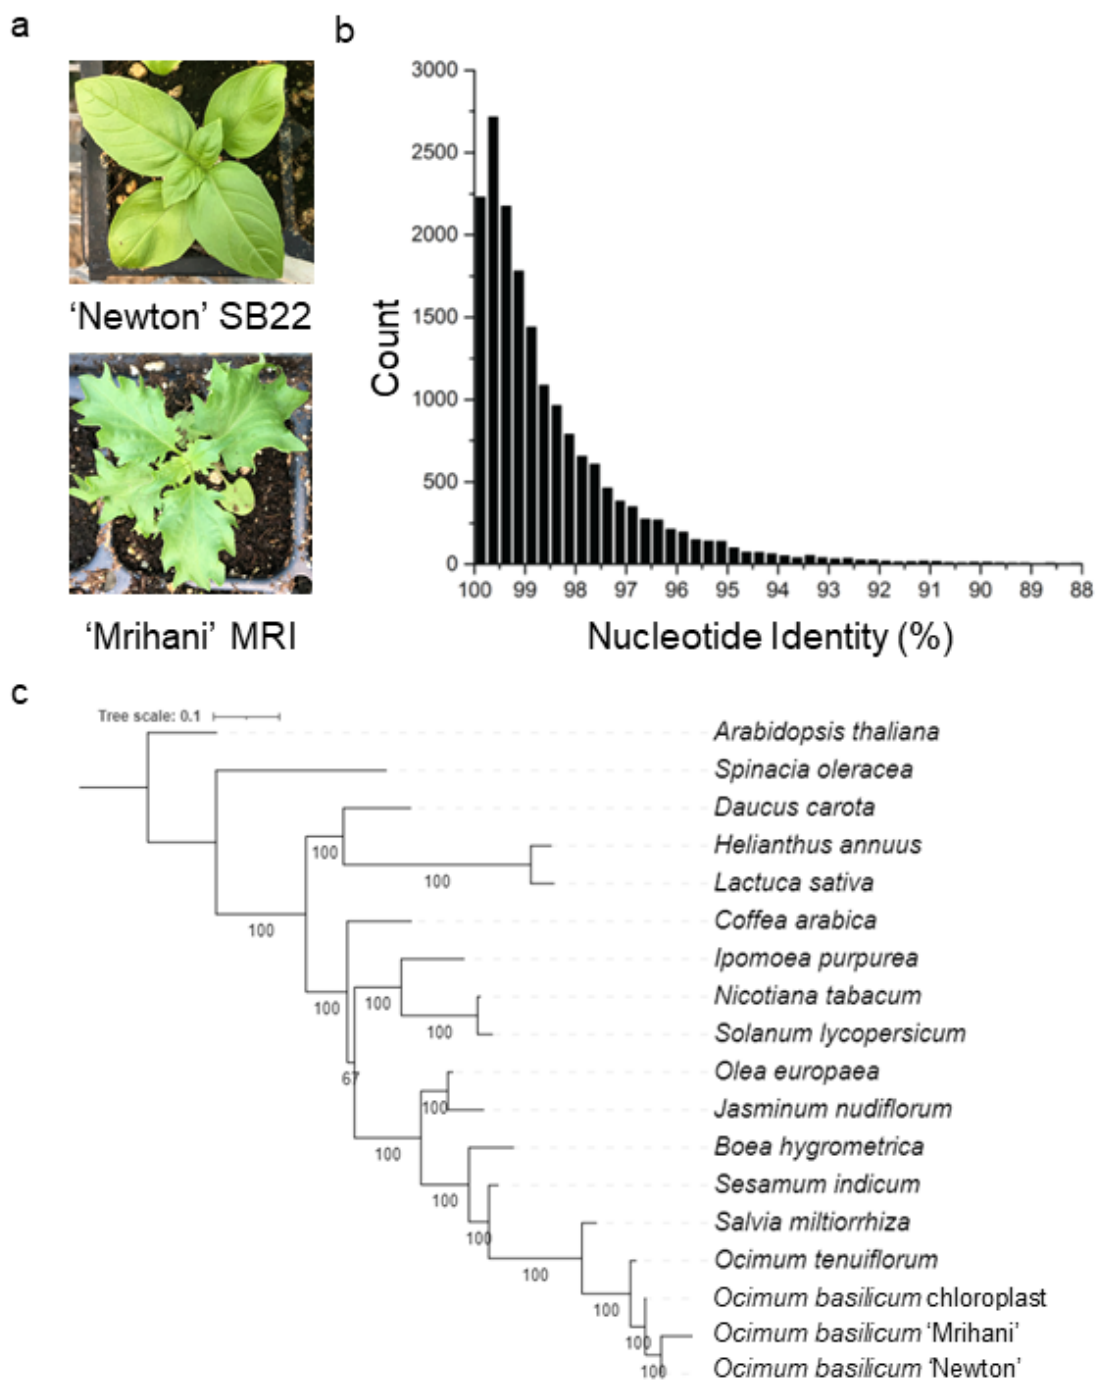 a
b
‘Newton’ SB22
‘Mrihani’ MRI
3000
2500
2000
1500
1000
500
0
Count
100 99 98 97 96 95 94 93 92 91 90 89 88
Nucleotide Identity (%)
c
Tree scale: 0.1
Arabidopsis thaliana
Spinacia oleracea
Daucus carota
100
Helianthus annuus
100
Lactuca sativa
100
Coffea arabica
Ipomoea purpurea
100
100
Nicotiana tabacum
100
Solanum lycopersicum
Olea europaea
67
100
Jasminum nudiflorum
100
Boea hygrometrica
Sesamum indicum
100
Salvia miltiorrhiza
100
Ocimum tenuiflorum
100
Ocimum basilicum chloroplast
100
Ocimum basilicum ‘Mrihani’
100
Ocimum basilicum ‘Newton’
100